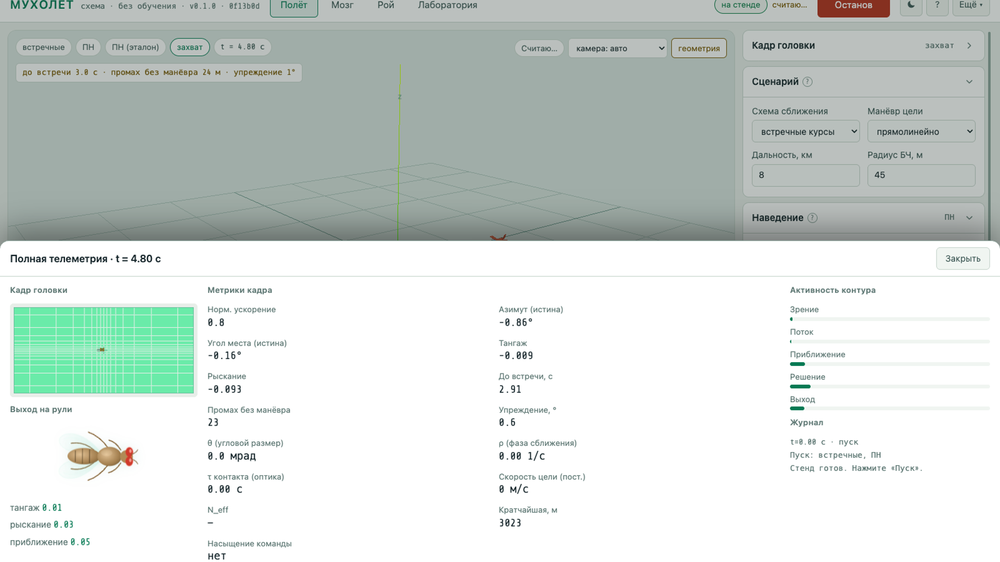 МУХОЛЁТ схема · без обучения · v0.1.0 · 0f13b0d Полёт Мозг Рой Лаборатория на стенде считаю… Останов ? Ещё ▾
встречные ПН ПН (эталон) захват t = 4.80 с Считаю… камера: авто геометрия
до встречи 3.0 с · промах без манёвра 24 м · упреждение 1°
z
Кадр головки захват
Сценарий ?
Схема сближения Манёвр цели
встречные курсы прямолинейно
Дальность, км Радиус БЧ, м
8 45
Наведение ? ПН
Полная телеметрия · t = 4.80 с Закрыть
Кадр головки
Выход на рули
тангаж 0.01
рыскание 0.03
приближение 0.05
Метрики кадра
Норм. ускорение Азимут (истина)
0.8 -0.86°
Угол места (истина) Тангаж
-0.16° -0.009
Рыскание До встречи, с
-0.093 2.91
Промах без манёвра Упреждение, °
23 0.6
θ (угловой размер) ρ (фаза сближения)
0.0 мрад 0.00 1/с
τ контакта (оптика) Скорость цели (пост.)
0.00 с 0 м/с
N_eff Кратчайшая, м
— 3023
Насыщение команды
нет
Активность контура
Зрение
Поток
Приближение
Решение
Выход
Журнал
t=0.00 с · пуск
Пуск: встречные, ПН
Стенд готов. Нажмите «Пуск».